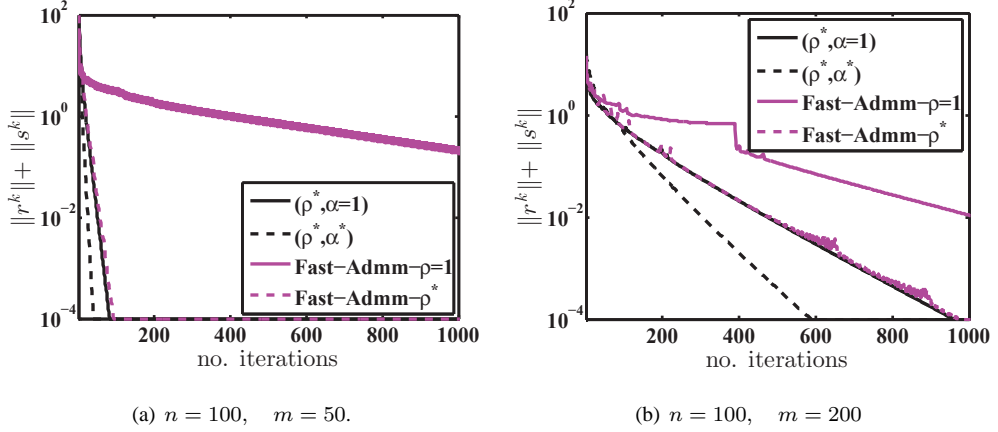 10^2
10^0
10^−2
10^−4
‖r^k‖ + ‖s^k‖
(ρ*,α=1)
(ρ*,α*)
Fast−Admm−ρ=1
Fast−Admm−ρ*
200 400 600 800 1000
no. iterations
(a) n = 100, m = 50.
10^2
10^0
10^−2
10^−4
‖r^k‖ + ‖s^k‖
(ρ*,α=1)
(ρ*,α*)
Fast−Admm−ρ=1
Fast−Admm−ρ*
200 400 600 800 1000
no. iterations
(b) n = 100, m = 200